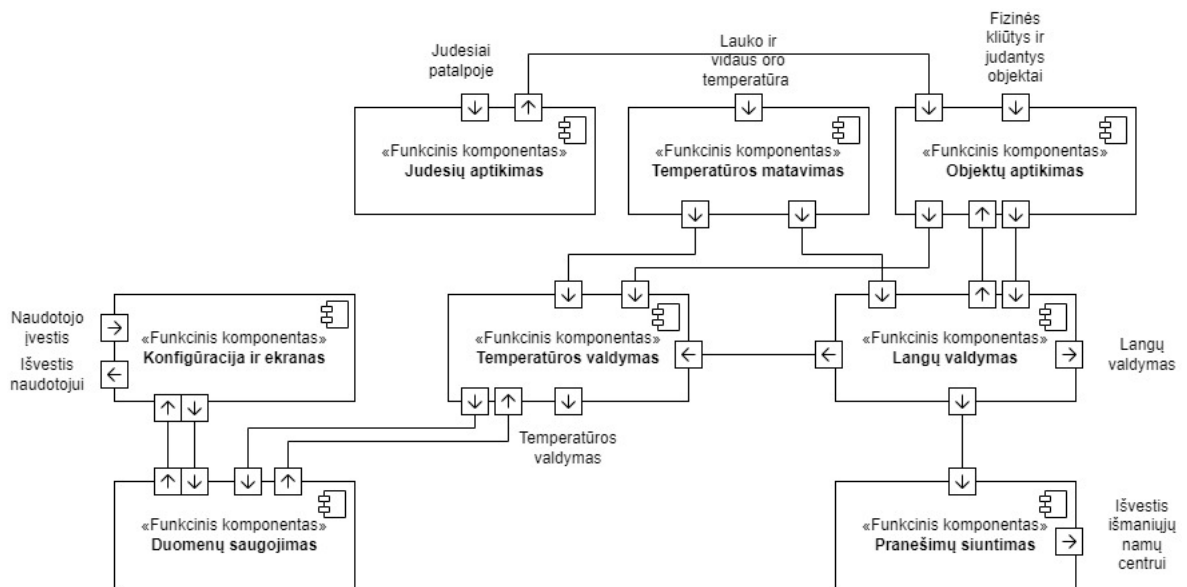 Judesiai
patalpoje
Lauko ir
vidaus oro
temperatūra
Fizinės
kliūtys ir
judantys
objektai
«Funkcinis komponentas»
Judesių aptikimas
«Funkcinis komponentas»
Temperatūros matavimas
«Funkcinis komponentas»
Objektų aptikimas
Naudotojo
įvestis
Išvestis
naudotojui
«Funkcinis komponentas»
Konfigūracija ir ekranas
«Funkcinis komponentas»
Temperatūros valdymas
«Funkcinis komponentas»
Langų valdymas
Langų
valdymas
Temperatūros
valdymas
«Funkcinis komponentas»
Duomenų saugojimas
«Funkcinis komponentas»
Pranešimų siuntimas
Išvestis
išmaniųjų
namų
centrui